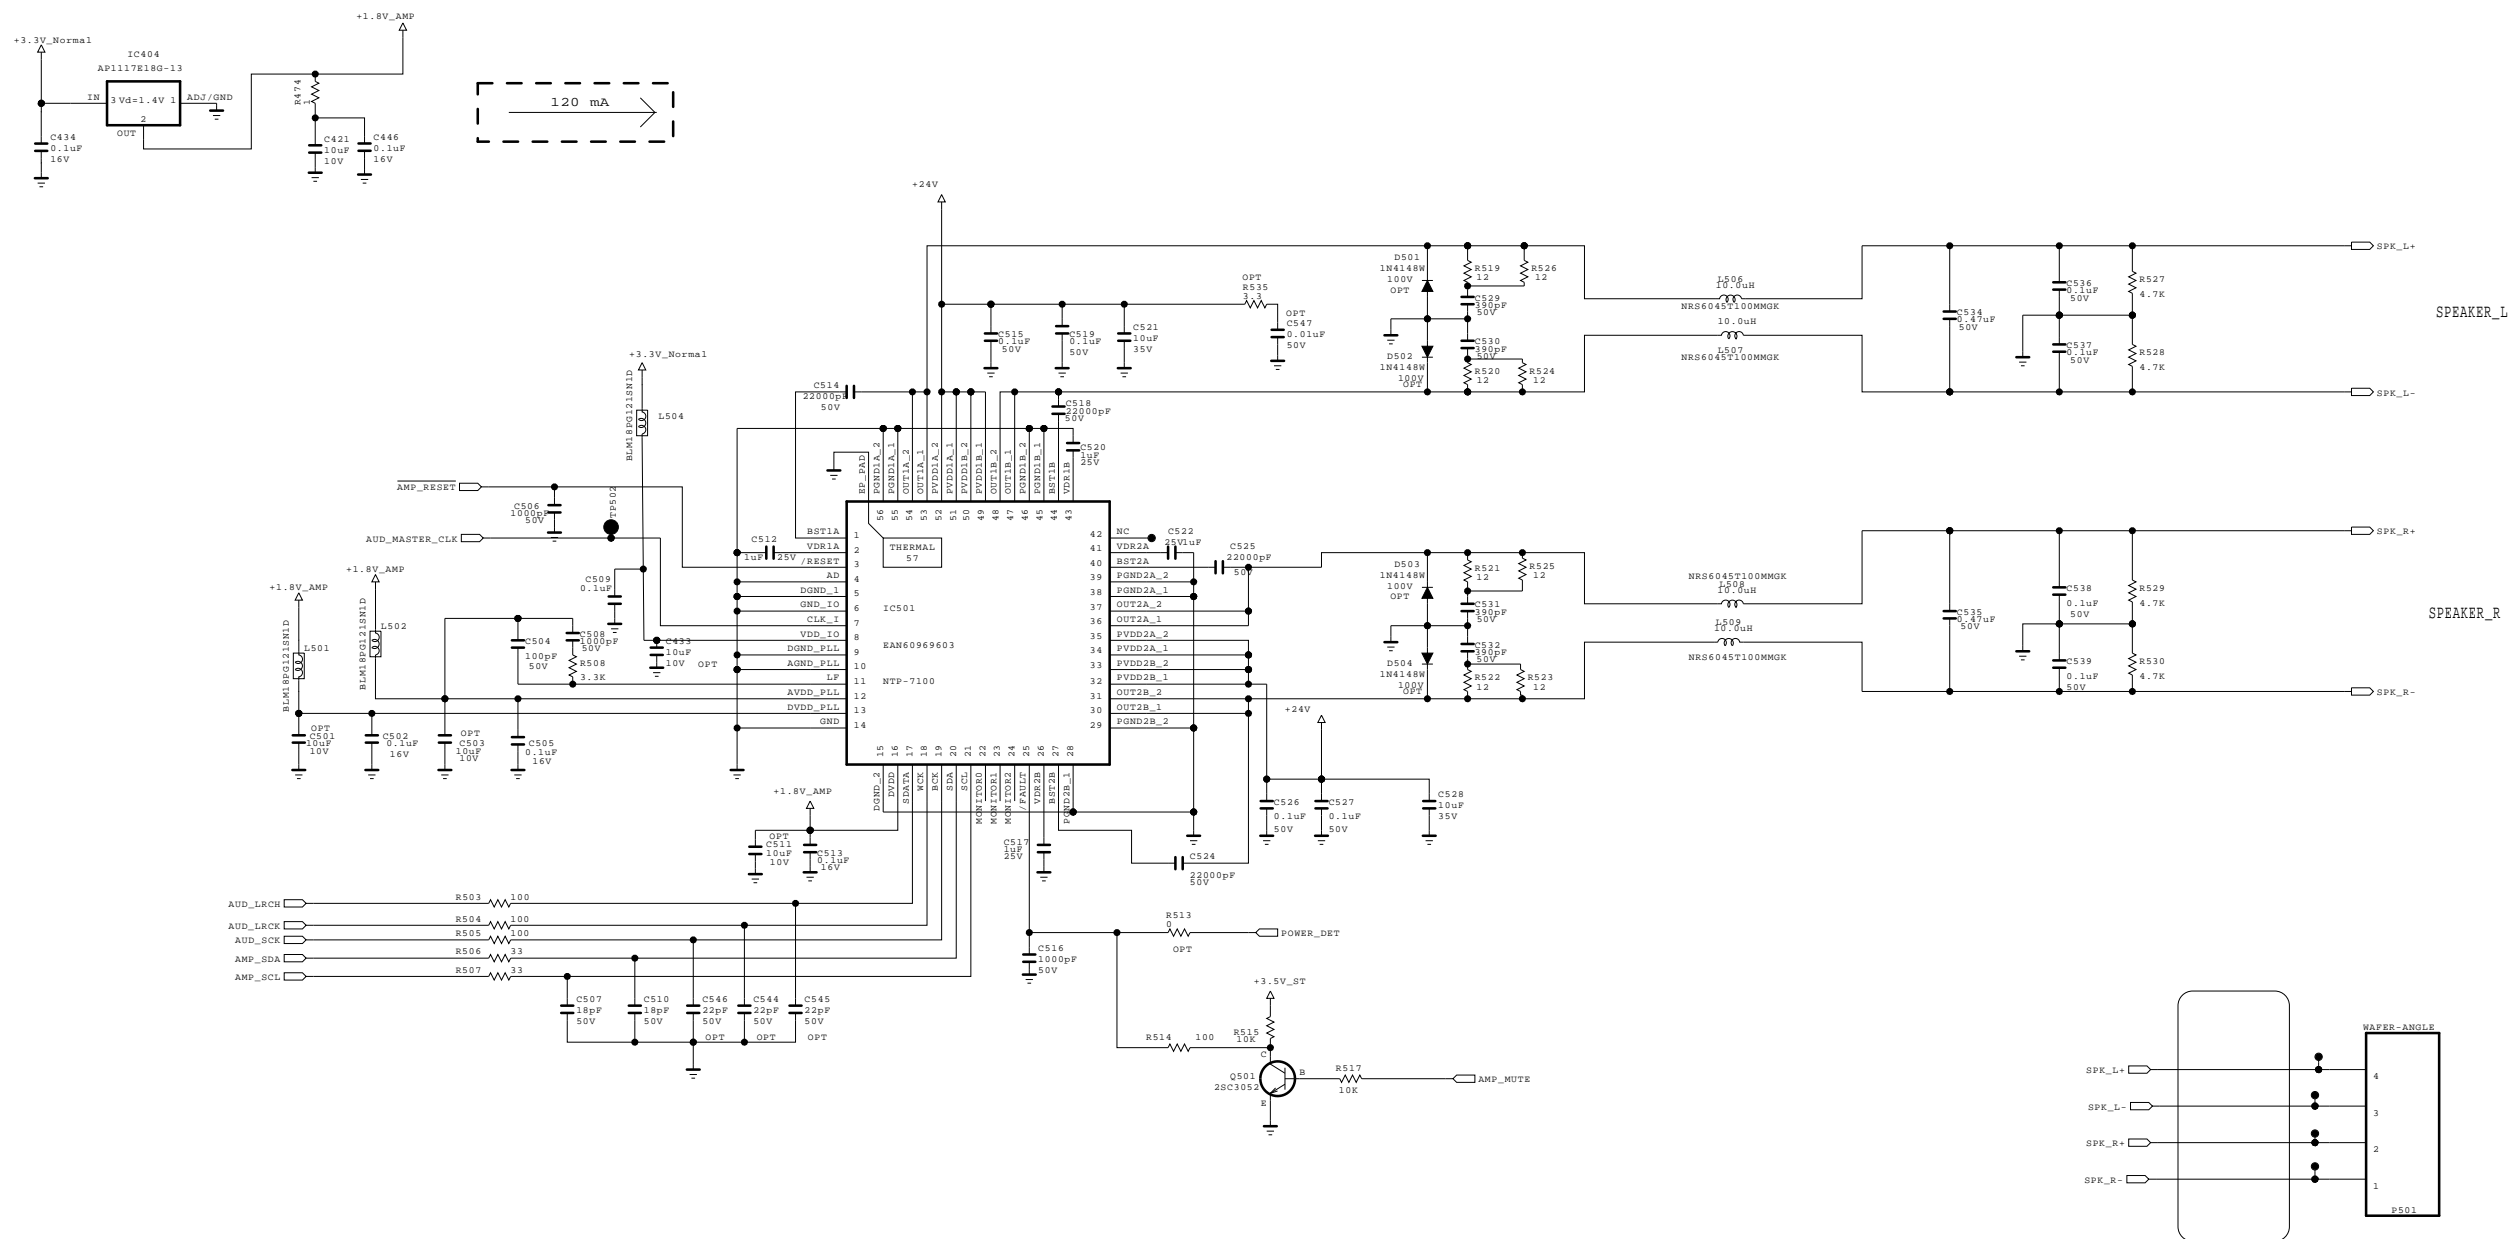 +1.8V_AMP
+3.3V_Normal
IC404
AP1117E18G-13
IN
3 Vd=1.4V 1
ADJ/GND
2
OUT
R474
1
C434
0.1uF
16V
C421
10uF
10V
C446
0.1uF
16V
120 mA
+24V
D501
1N4148W
100V
OPT
R519
12
R526
12
C529
390pF
50V
C530
390pF
50V
D502
1N4148W
100V
OPT
R520
12
R524
12
L506
10.0uH
NRS6045T100MMGK
10.0uH
L507
NRS6045T100MMGK
C534
0.47uF
50V
C536
0.1uF
50V
C537
0.1uF
50V
R527
4.7K
R528
4.7K
SPK_L+
SPEAKER_L
SPK_L-
OPT
R535
3.3
OPT
C547
0.01uF
50V
C515
0.1uF
50V
C519
0.1uF
50V
C521
10uF
35V
C514
22000pF
50V
C518
22000pF
50V
C520
1uF
25V
+3.3V_Normal
BLM18PG121SN1D
L504
AMP_RESET
C506
1000pF
50V
TP502
AUD_MASTER_CLK
EP_PAD
PGND1A_2
PGND1A_1
OUT1A_2
OUT1A_1
PVDD1A_2
PVDD1A_1
PVDD1B_2
PVDD1B_1
OUT1B_2
OUT1B_1
PGND1B_2
PGND1B_1
BST1B
VDR1B
56
55
54
53
52
51
50
49
48
47
46
45
44
43
THERMAL
57
IC501
EAN60969603
NTP-7100
BST1A 1
VDR1A 2
/RESET 3
AD 4
DGND_1 5
GND_IO 6
CLK_I 7
VDD_IO 8
DGND_PLL 9
AGND_PLL 10
LF 11
AVDD_PLL 12
DVDD_PLL 13
GND 14
42 NC
41 VDR2A
40 BST2A
39 PGND2A_2
38 PGND2A_1
37 OUT2A_2
36 OUT2A_1
35 PVDD2A_2
34 PVDD2A_1
33 PVDD2B_2
32 PVDD2B_1
31 OUT2B_2
30 OUT2B_1
29 PGND2B_2
15
16
17
18
19
20
21
22
23
24
25
26
27
28
DGND_2
DVDD
SDATA
WCK
BCK
SDA
SCL
MONITOR0
MONITOR1
MONITOR2
/FAULT
VDR2B
BST2B
PGND2B_1
C512
1uF
25V
C509
0.1uF
C433
10uF
10V
OPT
+1.8V_AMP
BLM18PG121SN1D
L502
+1.8V_AMP
BLM18PG121SN1D
L501
C504
100pF
50V
C508
1000pF
50V
R508
3.3K
OPT
C501
10uF
10V
C502
0.1uF
16V
OPT
C503
10uF
10V
C505
0.1uF
16V
C522
25V 1uF
C525
22000pF
50V
D503
1N4148W
100V
OPT
R521
12
R525
12
C531
390pF
50V
C532
390pF
50V
D504
1N4148W
100V
OPT
R522
12
R523
12
NRS6045T100MMGK
L508
10.0uH
L509
10.0uH
NRS6045T100MMGK
C535
0.47uF
50V
C538
0.1uF
50V
C539
0.1uF
50V
R529
4.7K
R530
4.7K
SPK_R+
SPEAKER_R
SPK_R-
+24V
C526
0.1uF
50V
C527
0.1uF
50V
C528
10uF
35V
+1.8V_AMP
OPT
C511
10uF
10V
C513
0.1uF
16V
C517
1uF
25V
C524
22000pF
50V
AUD_LRCH
R503
100
AUD_LRCK
R504
100
AUD_SCK
R505
100
AMP_SDA
R506
33
AMP_SCL
R507
33
C507
18pF
50V
C510
18pF
50V
C546
22pF
50V
OPT
C544
22pF
50V
OPT
C545
22pF
50V
OPT
R513
0
OPT
POWER_DET
C516
1000pF
50V
+3.5V_ST
R514
100
R515
10K
C
Q501
2SC3052
B
E
R517
10K
AMP_MUTE
WAFER-ANGLE
SPK_L+
4
SPK_L-
3
SPK_R+
2
SPK_R-
1
P501